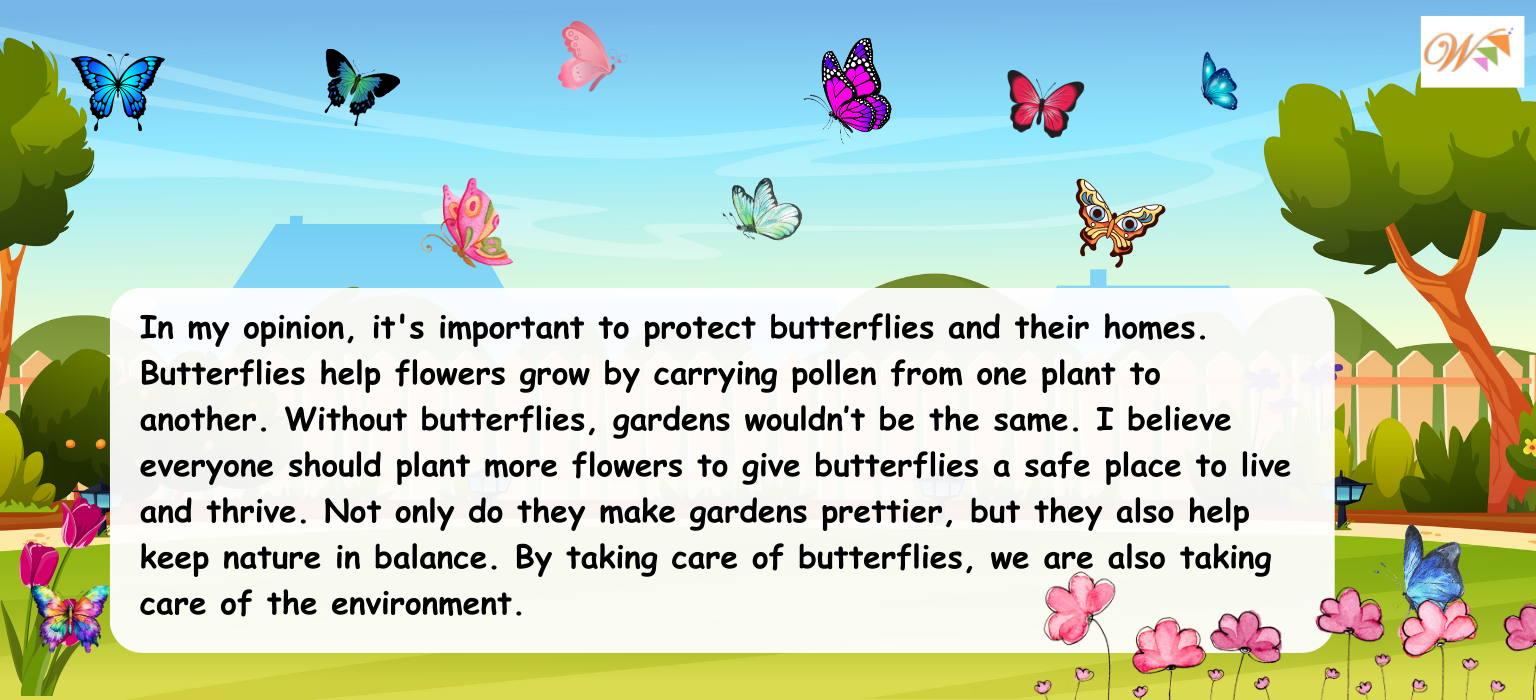 W
In my opinion, it's important to protect butterflies and their homes.
Butterflies help flowers grow by carrying pollen from one plant to
another. Without butterflies, gardens wouldn’t be the same. I believe
everyone should plant more flowers to give butterflies a safe place to live
and thrive. Not only do they make gardens prettier, but they also help
keep nature in balance. By taking care of butterflies, we are also taking
care of the environment.